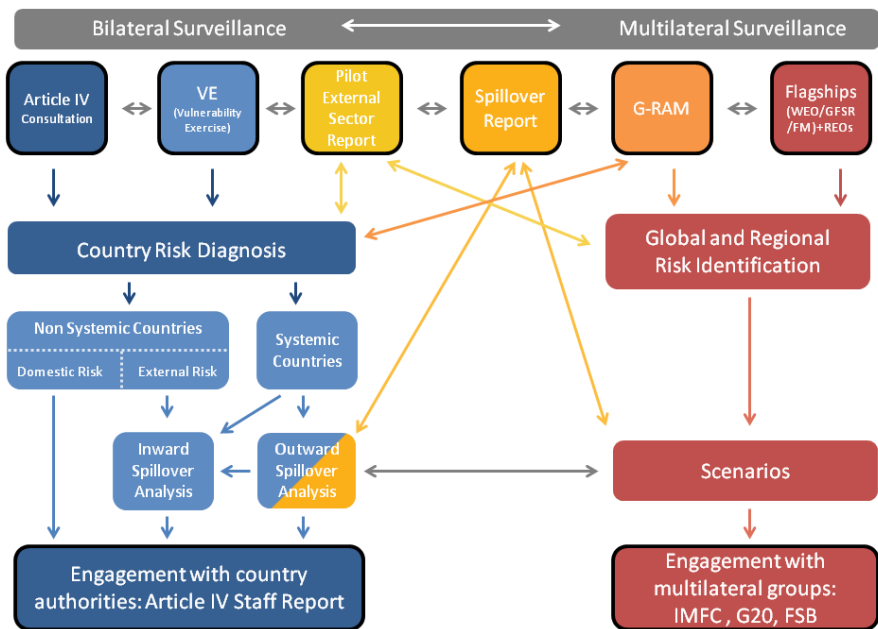 Bilateral Surveillance
Multilateral Surveillance
Article IV
Consultation
VE
(Vulnerability
Exercise)
Pilot
External
Sector
Report
Spillover
Report
G-RAM
Flagships
(WEO/GFSR
/FM)+REOs
Country Risk Diagnosis
Global and Regional
Risk Identification
Non Systemic Countries
Domestic Risk
External Risk
Systemic
Countries
Inward
Spillover
Analysis
Outward
Spillover
Analysis
Scenarios
Engagement with country
authorities: Article IV Staff Report
Engagement with
multilateral groups:
IMFC , G20, FSB